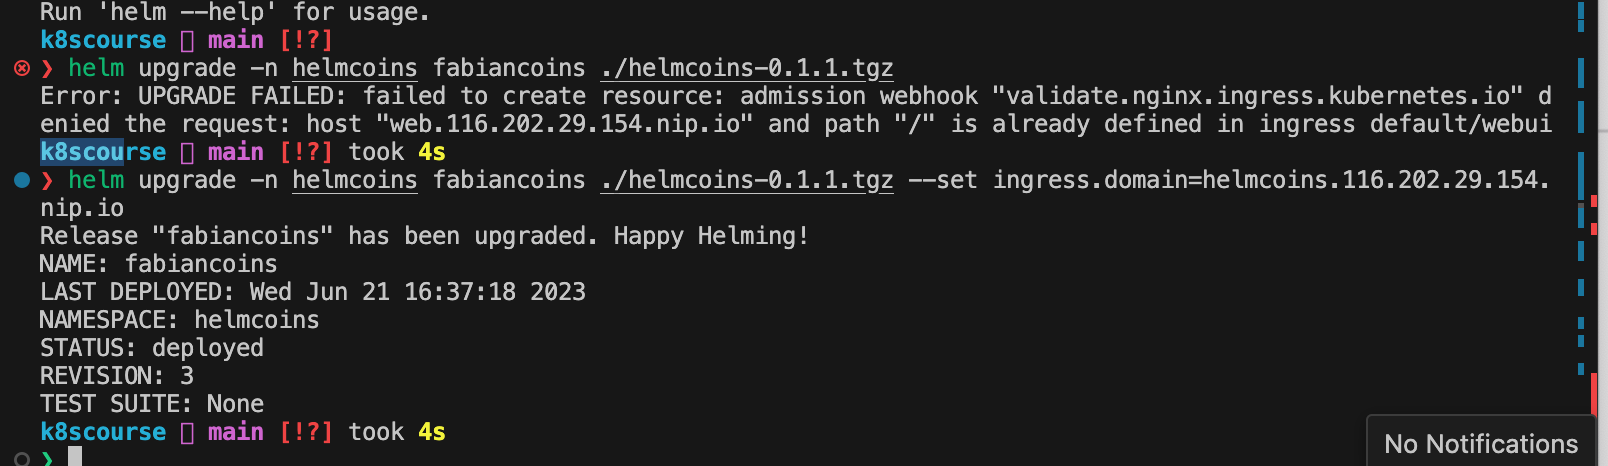 Run 'helm --help' for usage.
k8scourse main [!?]
❯ helm upgrade -n helmcoins fabiancoins ./helmcoins-0.1.1.tgz
Error: UPGRADE FAILED: failed to create resource: admission webhook "validate.nginx.ingress.kubernetes.io" d
enied the request: host "web.116.202.29.154.nip.io" and path "/" is already defined in ingress default/webui
k8scourse main [!?] took 4s
❯ helm upgrade -n helmcoins fabiancoins ./helmcoins-0.1.1.tgz --set ingress.domain=helmcoins.116.202.29.154.
nip.io
Release "fabiancoins" has been upgraded. Happy Helming!
NAME: fabiancoins
LAST DEPLOYED: Wed Jun 21 16:37:18 2023
NAMESPACE: helmcoins
STATUS: deployed
REVISION: 3
TEST SUITE: None
k8scourse main [!?] took 4s
❯
No Notifications